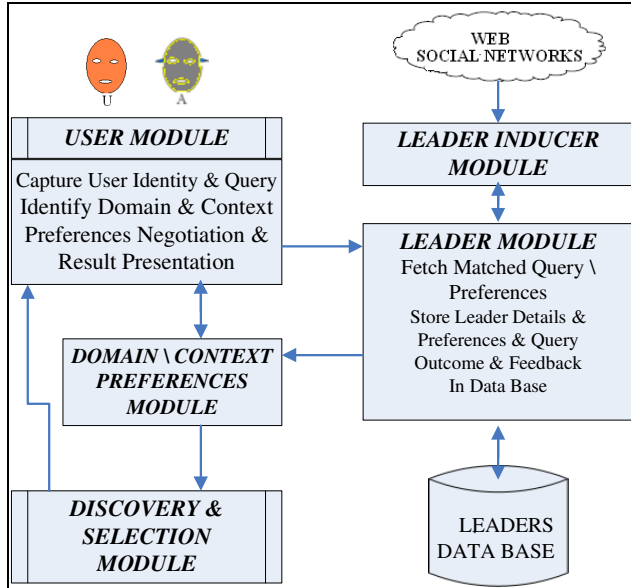 WEB
SOCIAL NETWORKS
U
A
USER MODULE
Capture User Identity & Query
Identify Domain & Context
Preferences Negotiation &
Result Presentation
LEADER INDUCER
MODULE
LEADER MODULE
Fetch Matched Query \
Preferences
Store Leader Details &
Preferences & Query
Outcome & Feedback
In Data Base
DOMAIN \ CONTEXT
PREFERENCES
MODULE
DISCOVERY &
SELECTION
MODULE
LEADERS
DATA BASE